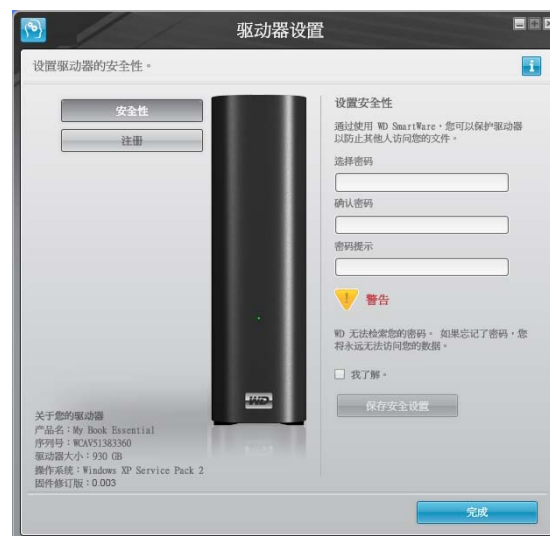 驱动器设置
设置驱动器的安全性。
安全性
注册
设置安全性
通过使用 WD SmartWare，您可以保护驱动器
以防止其他人访问您的文件。
选择密码
确认密码
密码提示
警告
WD 无法检索您的密码。 如果忘记了密码，您
将永远无法访问您的数据。
我了解。
保存安全设置
WD
关于您的驱动器
产品名：My Book Essential
序列号：WCAV51383360
驱动器大小：930 GB
操作系统：Windows XP Service Pack 2
固件修订版：0.003
完成